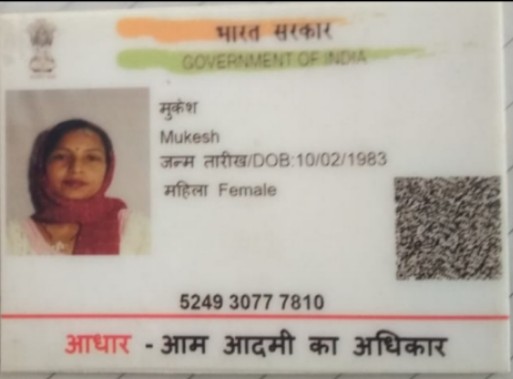 भारत सरकार
GOVERNMENT OF INDIA
मुकेश
Mukesh
जन्म तारीख/DOB:10/02/1983
महिला Female
5249 3077 7810
आधार - आम आदमी का अधिकार